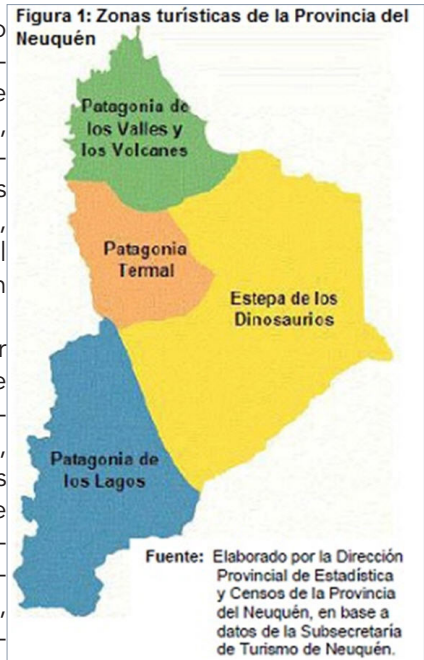 Figura 1: Zonas turísticas de la Provincia del
Neuquén
Patagonia de
los Valles y
los Volcanes
Patagonia
Termal
Estepa de los
Dinosaurios
Patagonia de
los Lagos
Fuente: Elaborado por la Dirección
Provincial de Estadística
y Censos de la Provincia
del Neuquén, en base a
datos de la Subsecretaría
de Turismo de Neuquén.